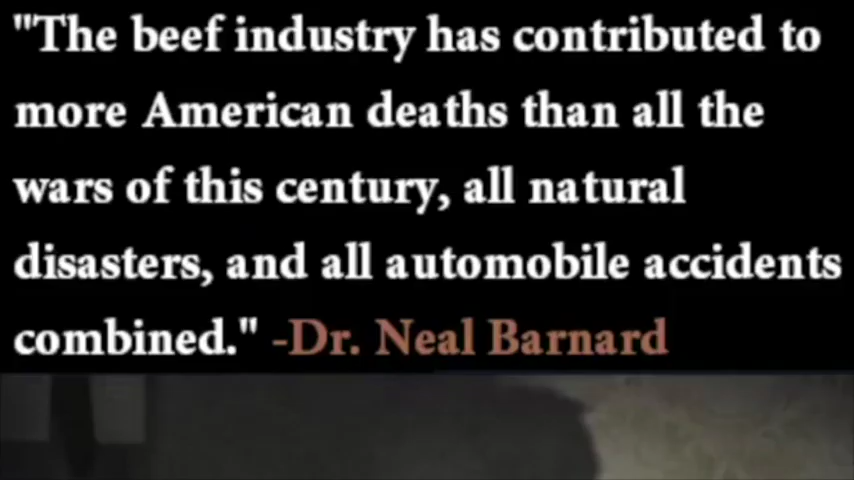 "The beef industry has contributed to
more American deaths than all the
wars of this century, all natural
disasters, and all automobile accidents
combined." -Dr. Neal Barnard